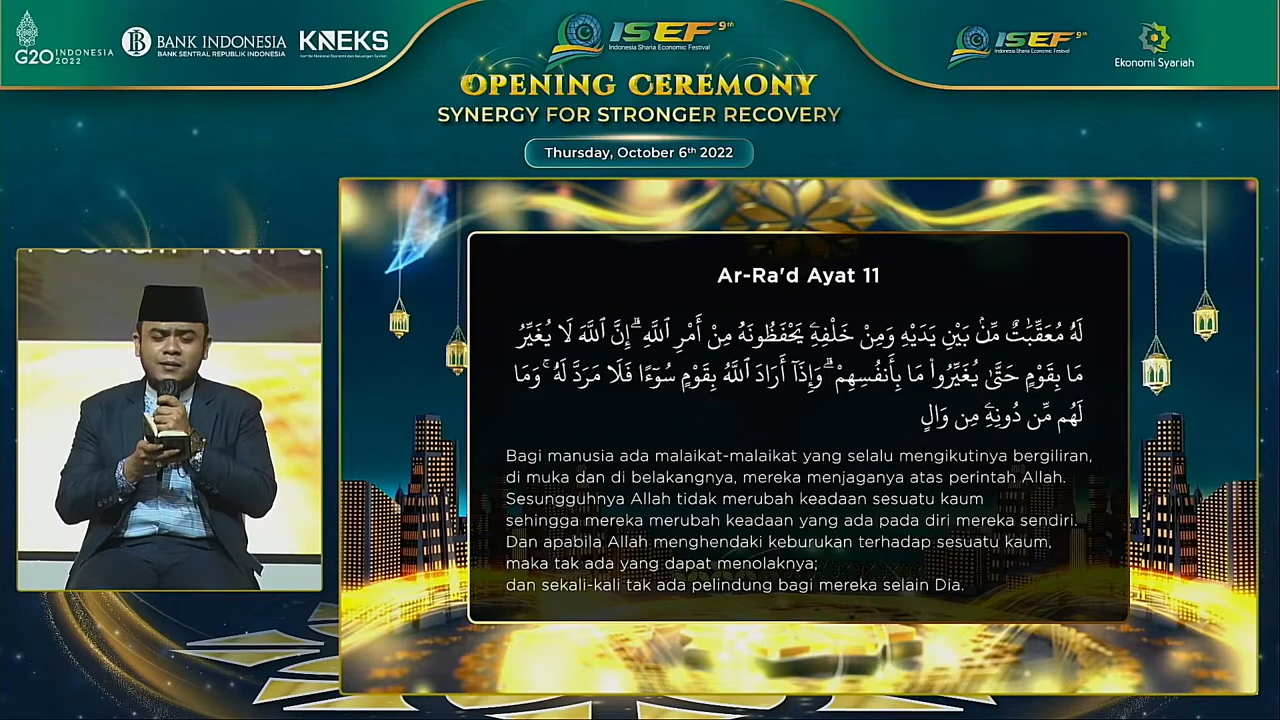 G20 INDONESIA
2022
BANK INDONESIA
BANK SENTRAL REPUBLIK INDONESIA
KNEKS
ISEF 9th
Indonesia Sharia Economic Festival
ISEF 9th
Indonesia Sharia Economic Festival
Ekonomi Syariah
OPENING CEREMONY
SYNERGY FOR STRONGER RECOVERY
Thursday, October 6th 2022
Ar-Ra'd Ayat 11
لَهُۥ مُعَقِّبَٰتٌ مِّنۢ بَيْنِ يَدَيْهِ وَمِنْ خَلْفِهِۦ يَحْفَظُونَهُۥ مِنْ أَمْرِ ٱللَّهِ ۗ إِنَّ ٱللَّهَ لَا يُغَيِّرُ
مَا بِقَوْمٍ حَتَّىٰ يُغَيِّرُوا۟ مَا بِأَنفُسِهِمْ ۗ وَإِذَآ أَرَادَ ٱللَّهُ بِقَوْمٍ سُوٓءًا فَلَا مَرَدَّ لَهُۥ ۚ وَمَا
لَهُم مِّن دُونِهِۦ مِن وَالٍ
Bagi manusia ada malaikat-malaikat yang selalu mengikutinya bergiliran,
di muka dan di belakangnya, mereka menjaganya atas perintah Allah.
Sesungguhnya Allah tidak merubah keadaan sesuatu kaum
sehingga mereka merubah keadaan yang ada pada diri mereka sendiri.
Dan apabila Allah menghendaki keburukan terhadap sesuatu kaum,
maka tak ada yang dapat menolaknya;
dan sekali-kali tak ada pelindung bagi mereka selain Dia.